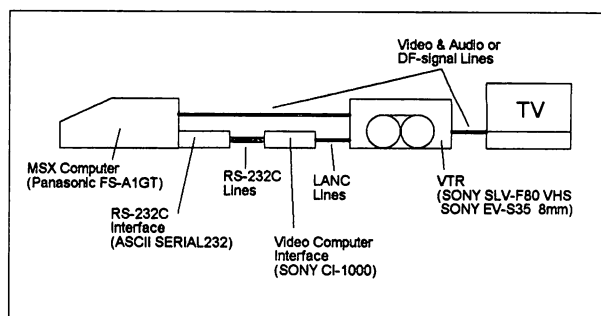 Video & Audio or
DF-signal Lines
TV
MSX Computer
(Panasonic FS-A1GT)
RS-232C
Interface
(ASCII SERIAL232)
RS-232C
Lines
LANC
Lines
Video Computer
Interface
(SONY CI-1000)
VTR
(SONY SLV-F80 VHS
SONY EV-S35 8mm)